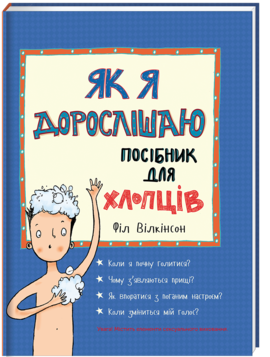 ЯК Я
ДОРОСЛІШАЮ
ПОСІБНИК
ДЛЯ
ХЛОПЦІВ
Філ Вілкінсон
Коли я почну голитися?
Чому з'являються прищі?
Як впоратися з поганим настроєм?
Коли зміниться мій голос?